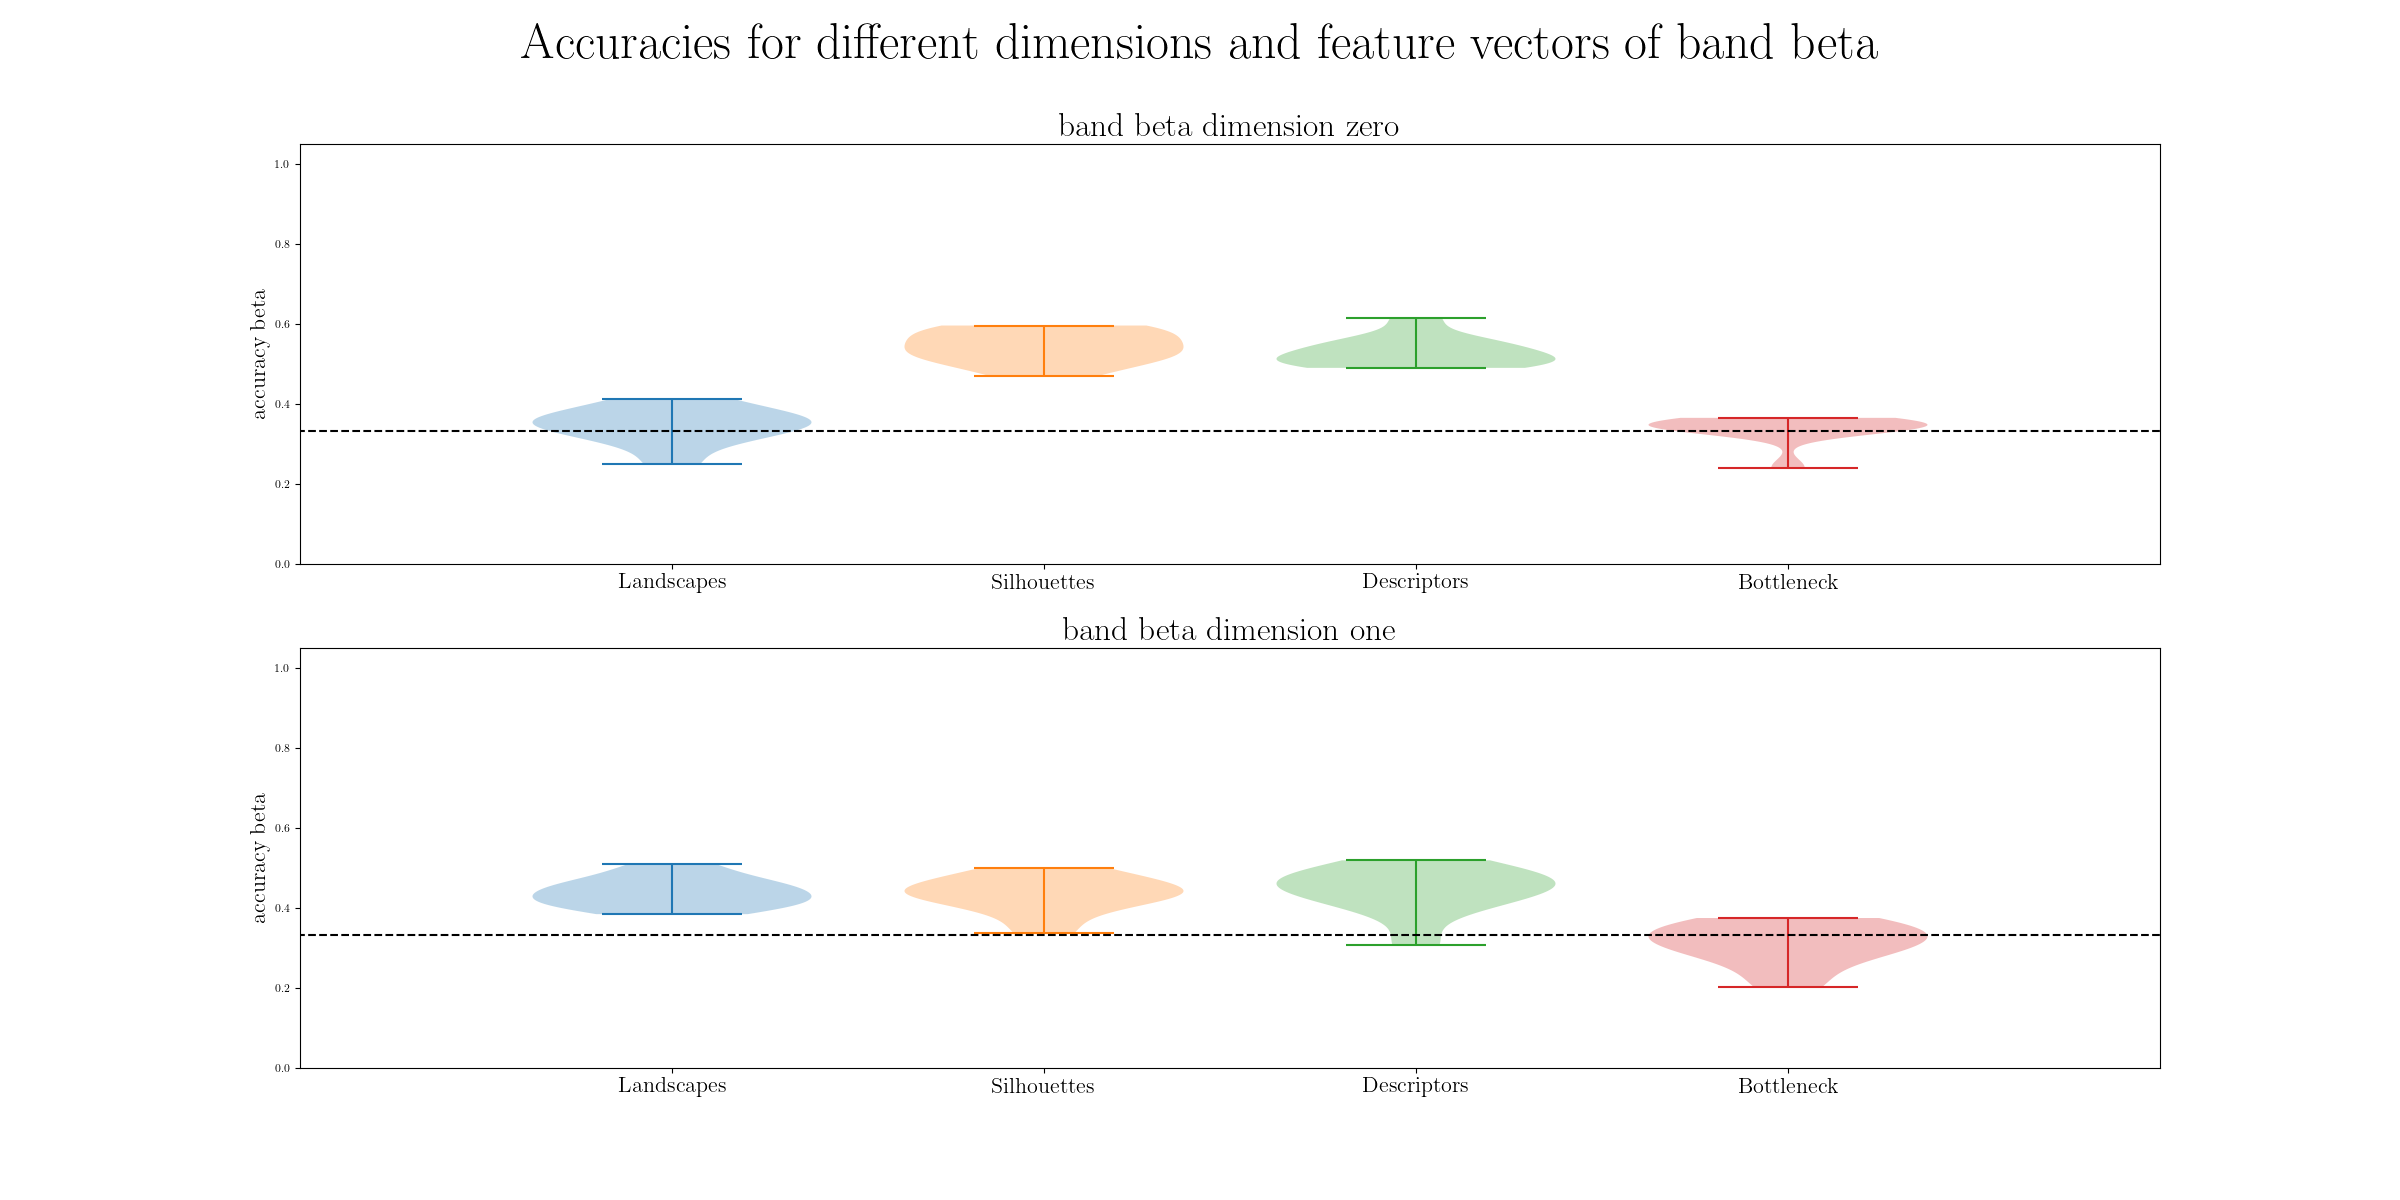 Accuracies for different dimensions and feature vectors of band beta
band beta dimension zero
1.0
0.8
0.6
0.4
0.2
0.0
accuracy beta
Landscapes Silhouettes Descriptors Bottleneck
band beta dimension one
1.0
0.8
0.6
0.4
0.2
0.0
accuracy beta
Landscapes Silhouettes Descriptors Bottleneck